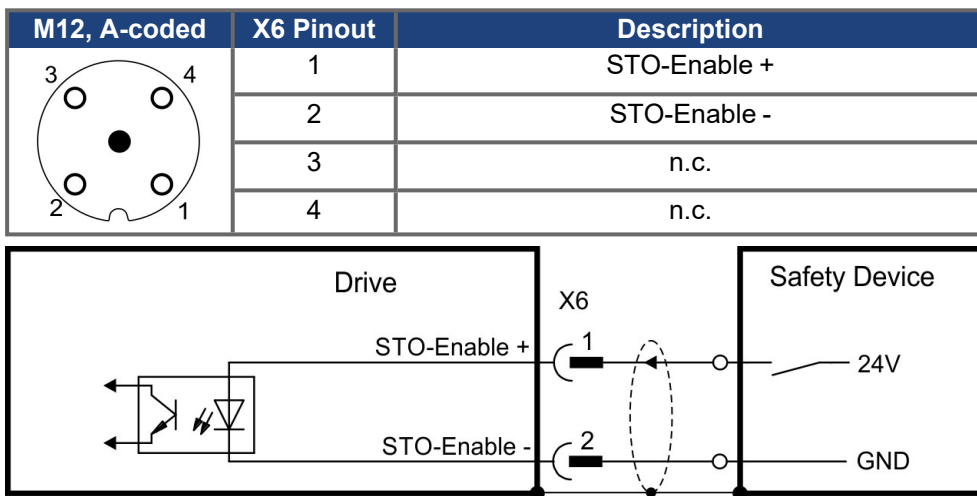 M12, A-coded X6 Pinout Description
3 4
2 1
1 STO-Enable +
2 STO-Enable -
3 n.c.
4 n.c.
Drive
X6
Safety Device
STO-Enable + 1 24V
STO-Enable - 2 GND